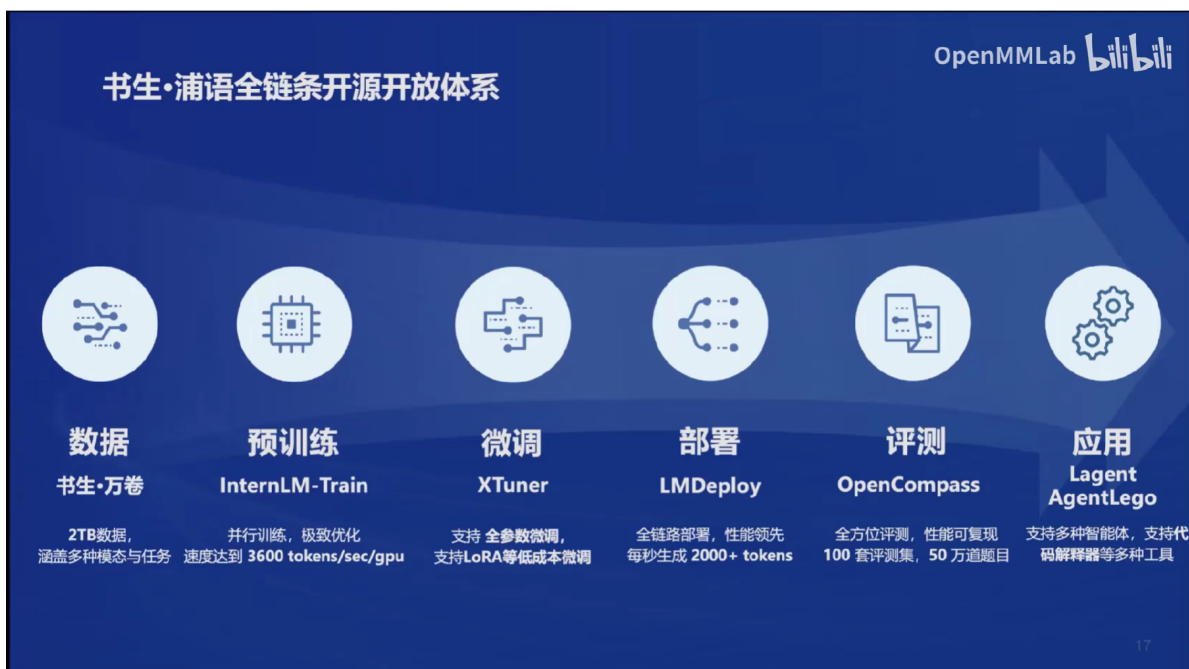 OpenMMLab bilibili
书生·浦语全链条开源开放体系
数据
书生·万卷
2TB数据，
涵盖多种模态与任务
预训练
InternLM-Train
并行训练，极致优化
速度达到 3600 tokens/sec/gpu
微调
XTuner
支持 全参数微调，
支持LoRA等低成本微调
部署
LMDeploy
全链路部署，性能领先
每秒生成 2000+ tokens
评测
OpenCompass
全方位评测，性能可复现
100 套评测集，50 万道题目
应用
Lagent
AgentLego
支持多种智能体，支持代
码解释器等多种工具
17